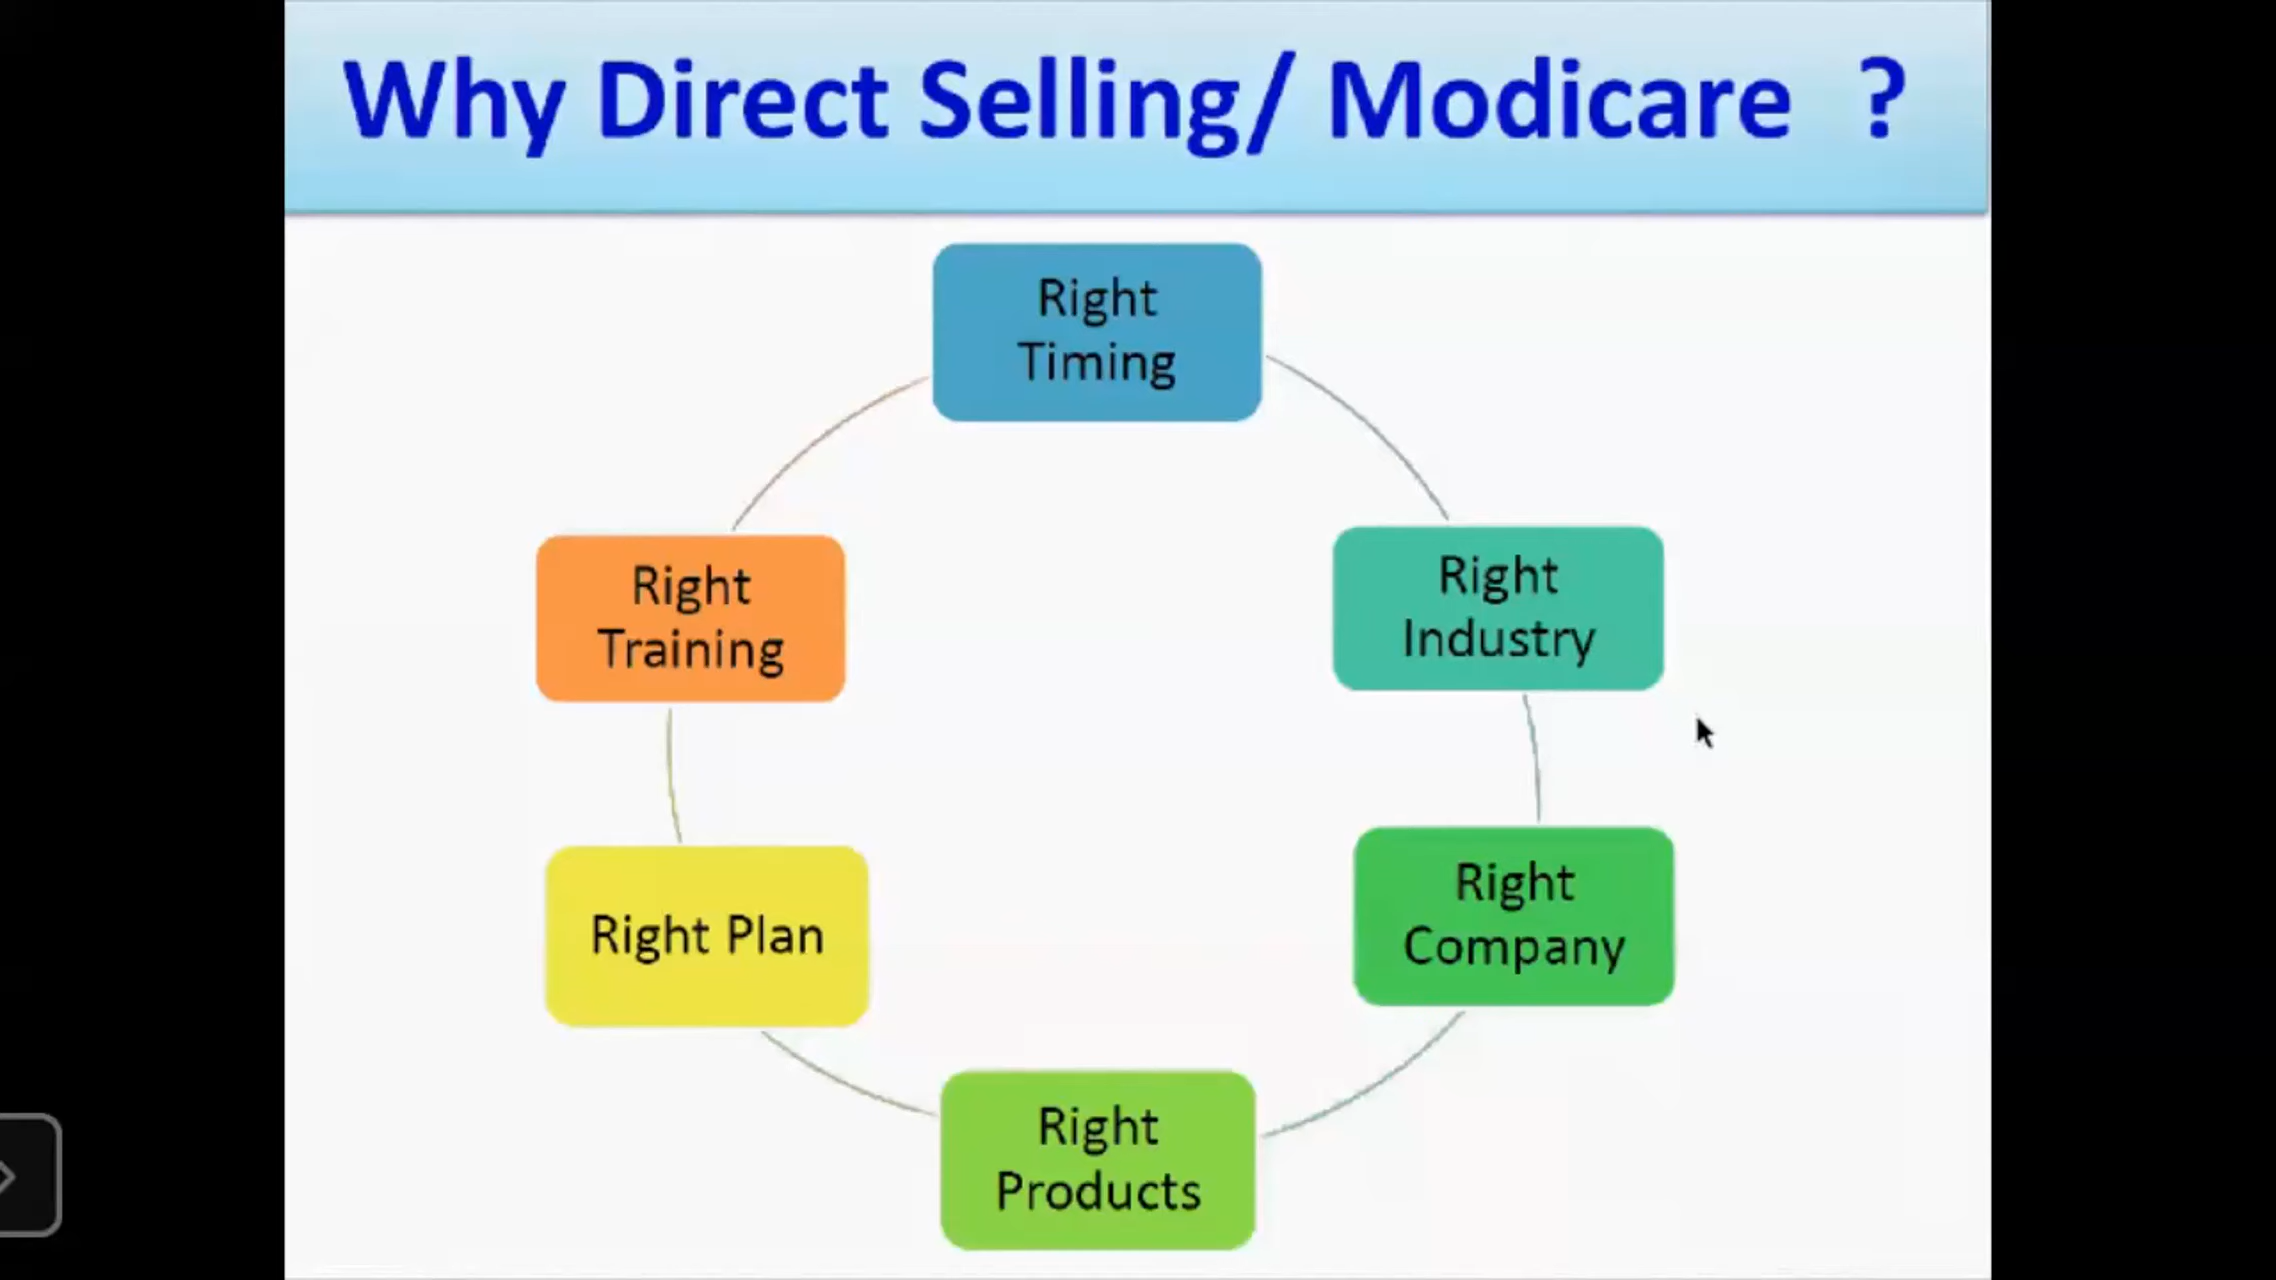 Why Direct Selling/ Modicare ?
Right
Timing
Right
Industry
Right
Company
Right
Products
Right Plan
Right
Training